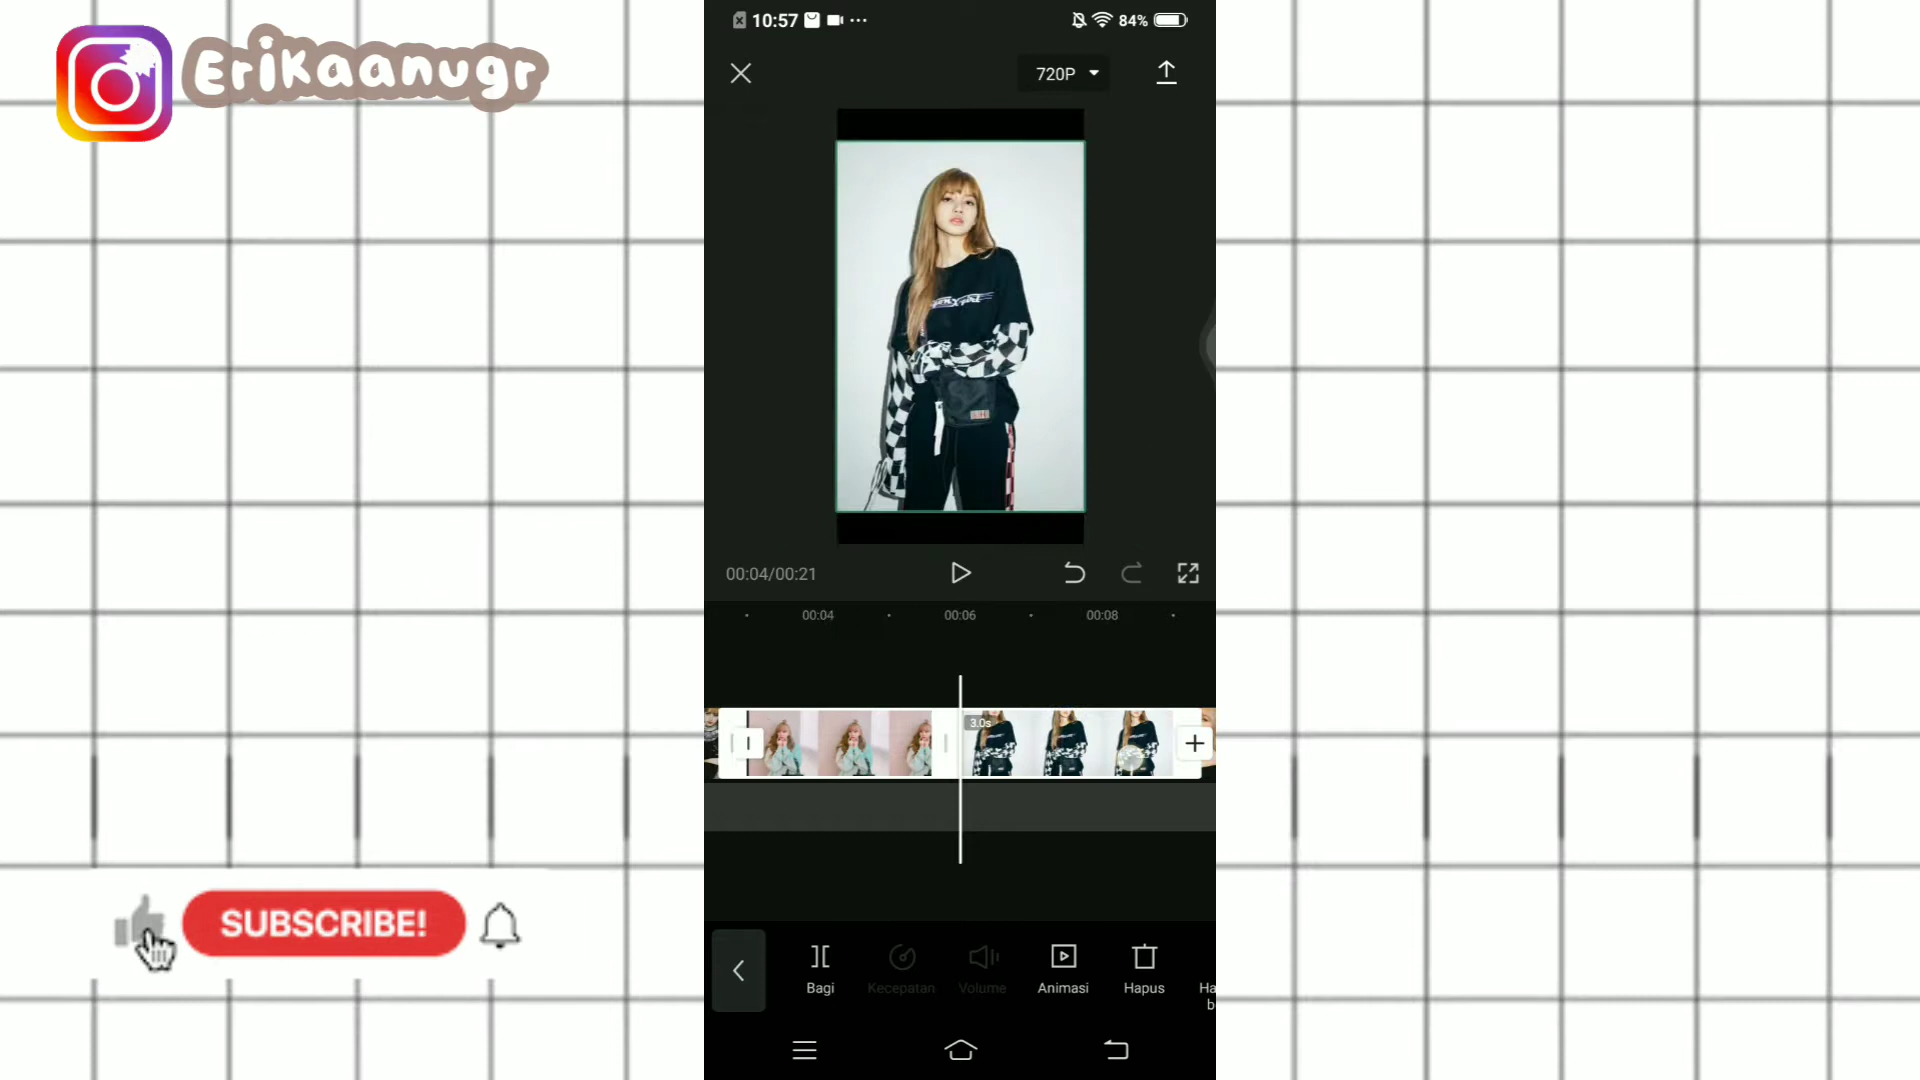 Erikaanugr
10:57
84%
720P
00:04/00:21
00:04
00:06
00:08
3.0s
SUBSCRIBE!
Bagi
Kecepatan
Volume
Animasi
Hapus
Ha
b